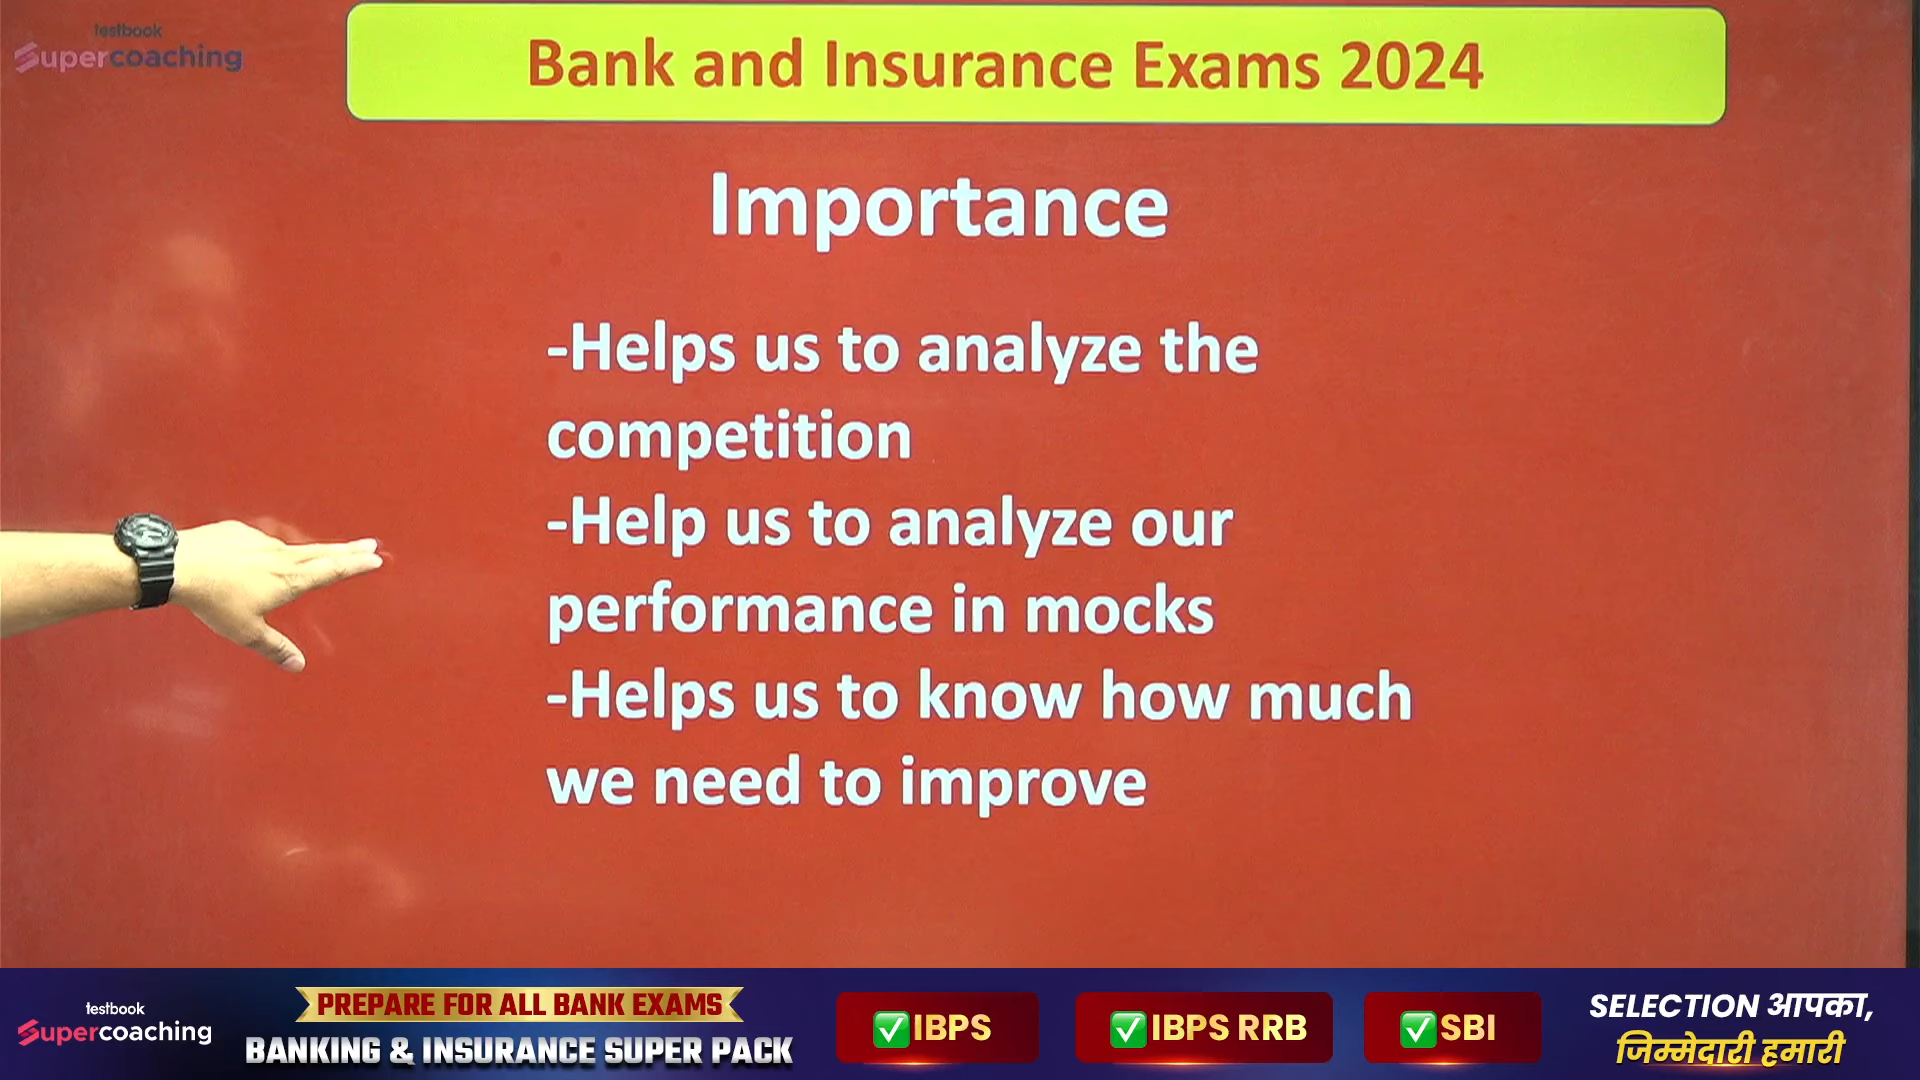 testbook
Supercoaching
Bank and Insurance Exams 2024
Importance
-Helps us to analyze the
competition
-Help us to analyze our
performance in mocks
-Helps us to know how much
we need to improve
testbook
Supercoaching
PREPARE FOR ALL BANK EXAMS
BANKING & INSURANCE SUPER PACK
✅IBPS
✅IBPS RRB
✅SBI
SELECTION आपका,
जिम्मेदारी हमारी